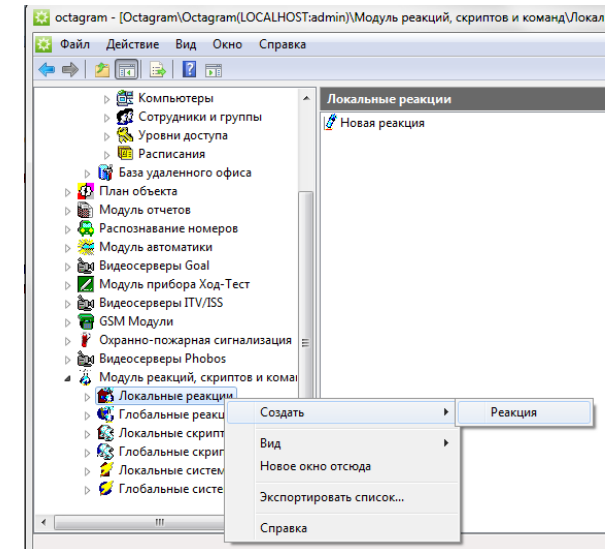 octagram - [Octagram\Octagram(LOCALHOST:admin)\Модуль реакций, скриптов и команд\Локал
Файл Действие Вид Окно Справка
Компьютеры
Сотрудники и группы
Уровни доступа
Расписания
База удаленного офиса
План объекта
Модуль отчетов
Распознавание номеров
Модуль автоматики
Видеосерверы Goal
Модуль прибора Ход-Тест
Видеосерверы ITV/ISS
GSM Модули
Охранно-пожарная сигнализация
Видеосерверы Phobos
Модуль реакций, скриптов и коман
Локальные реакции
Глобальные реакц
Локальные скрипт
Глобальные скрип
Локальные систем
Глобальные систе
Локальные реакции
Новая реакция
Создать
Вид
Новое окно отсюда
Экспортировать список...
Справка
Реакция